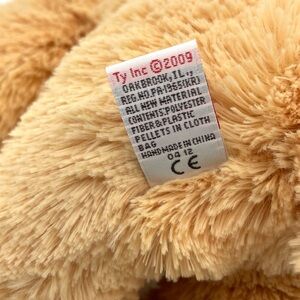 Ty Inc ©2009
OAKBROOK, IL.,
REG.NO.PA-1965(KR)
ALL NEW MATERIAL
CONTENTS:POLYESTER
FIBER & PLASTIC
PELLETS IN CLOTH
BAG
HANDMADE IN CHINA
04 12
CE